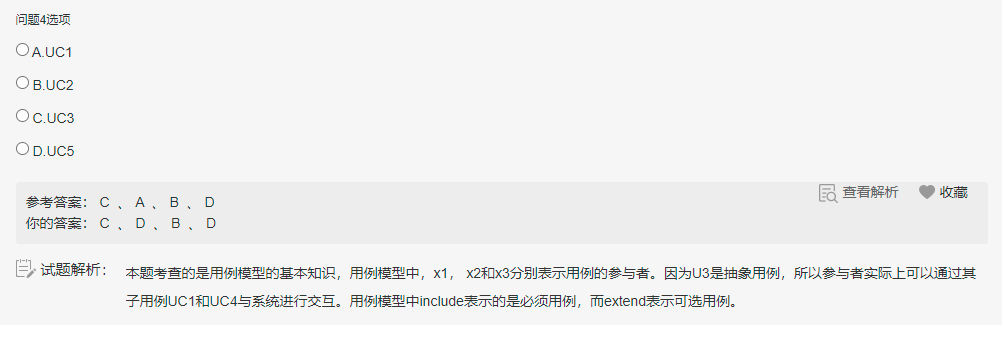 问题4选项
A.UC1
B.UC2
C.UC3
D.UC5
参考答案： C 、 A 、 B 、 D
查看解析 收藏
你的答案： C 、 D 、 B 、 D
试题解析： 本题考查的是用例模型的基本知识，用例模型中，x1， x2和x3分别表示用例的参与者。因为U3是抽象用例，所以参与者实际上可以通过其
子用例UC1和UC4与系统进行交互。用例模型中include表示的是必须用例，而extend表示可选用例。